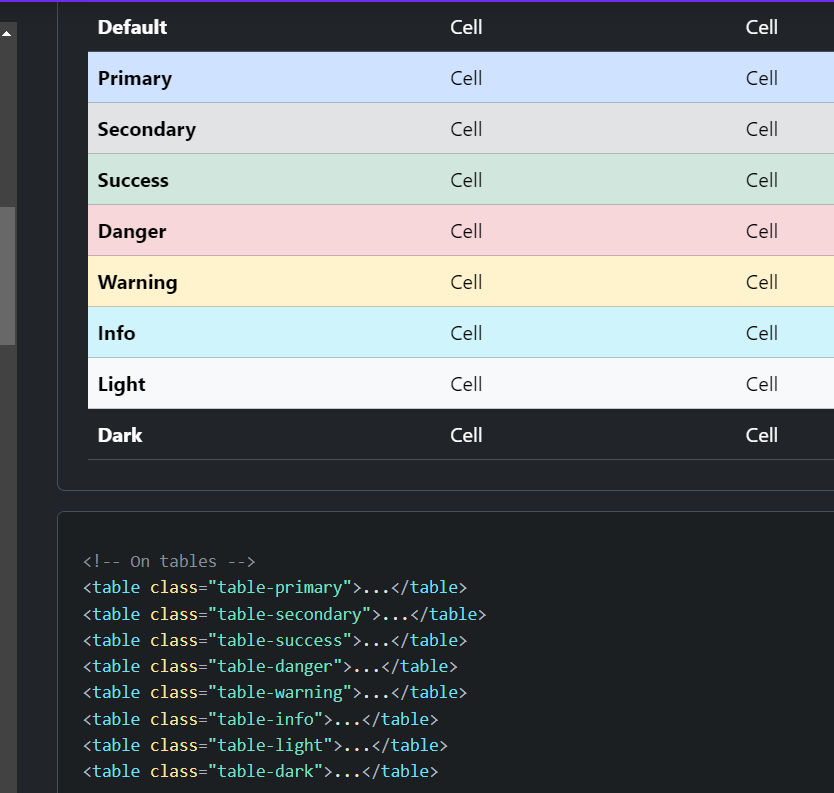 Default Cell Cell
Primary Cell Cell
Secondary Cell Cell
Success Cell Cell
Danger Cell Cell
Warning Cell Cell
Info Cell Cell
Light Cell Cell
Dark Cell Cell
<!-- On tables -->
<table class="table-primary">...</table>
<table class="table-secondary">...</table>
<table class="table-success">...</table>
<table class="table-danger">...</table>
<table class="table-warning">...</table>
<table class="table-info">...</table>
<table class="table-light">...</table>
<table class="table-dark">...</table>